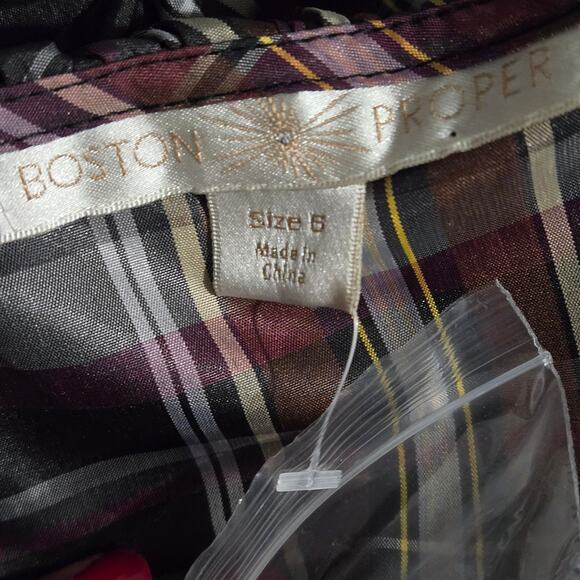 BOSTON PROPER
Size 6
Made in
China